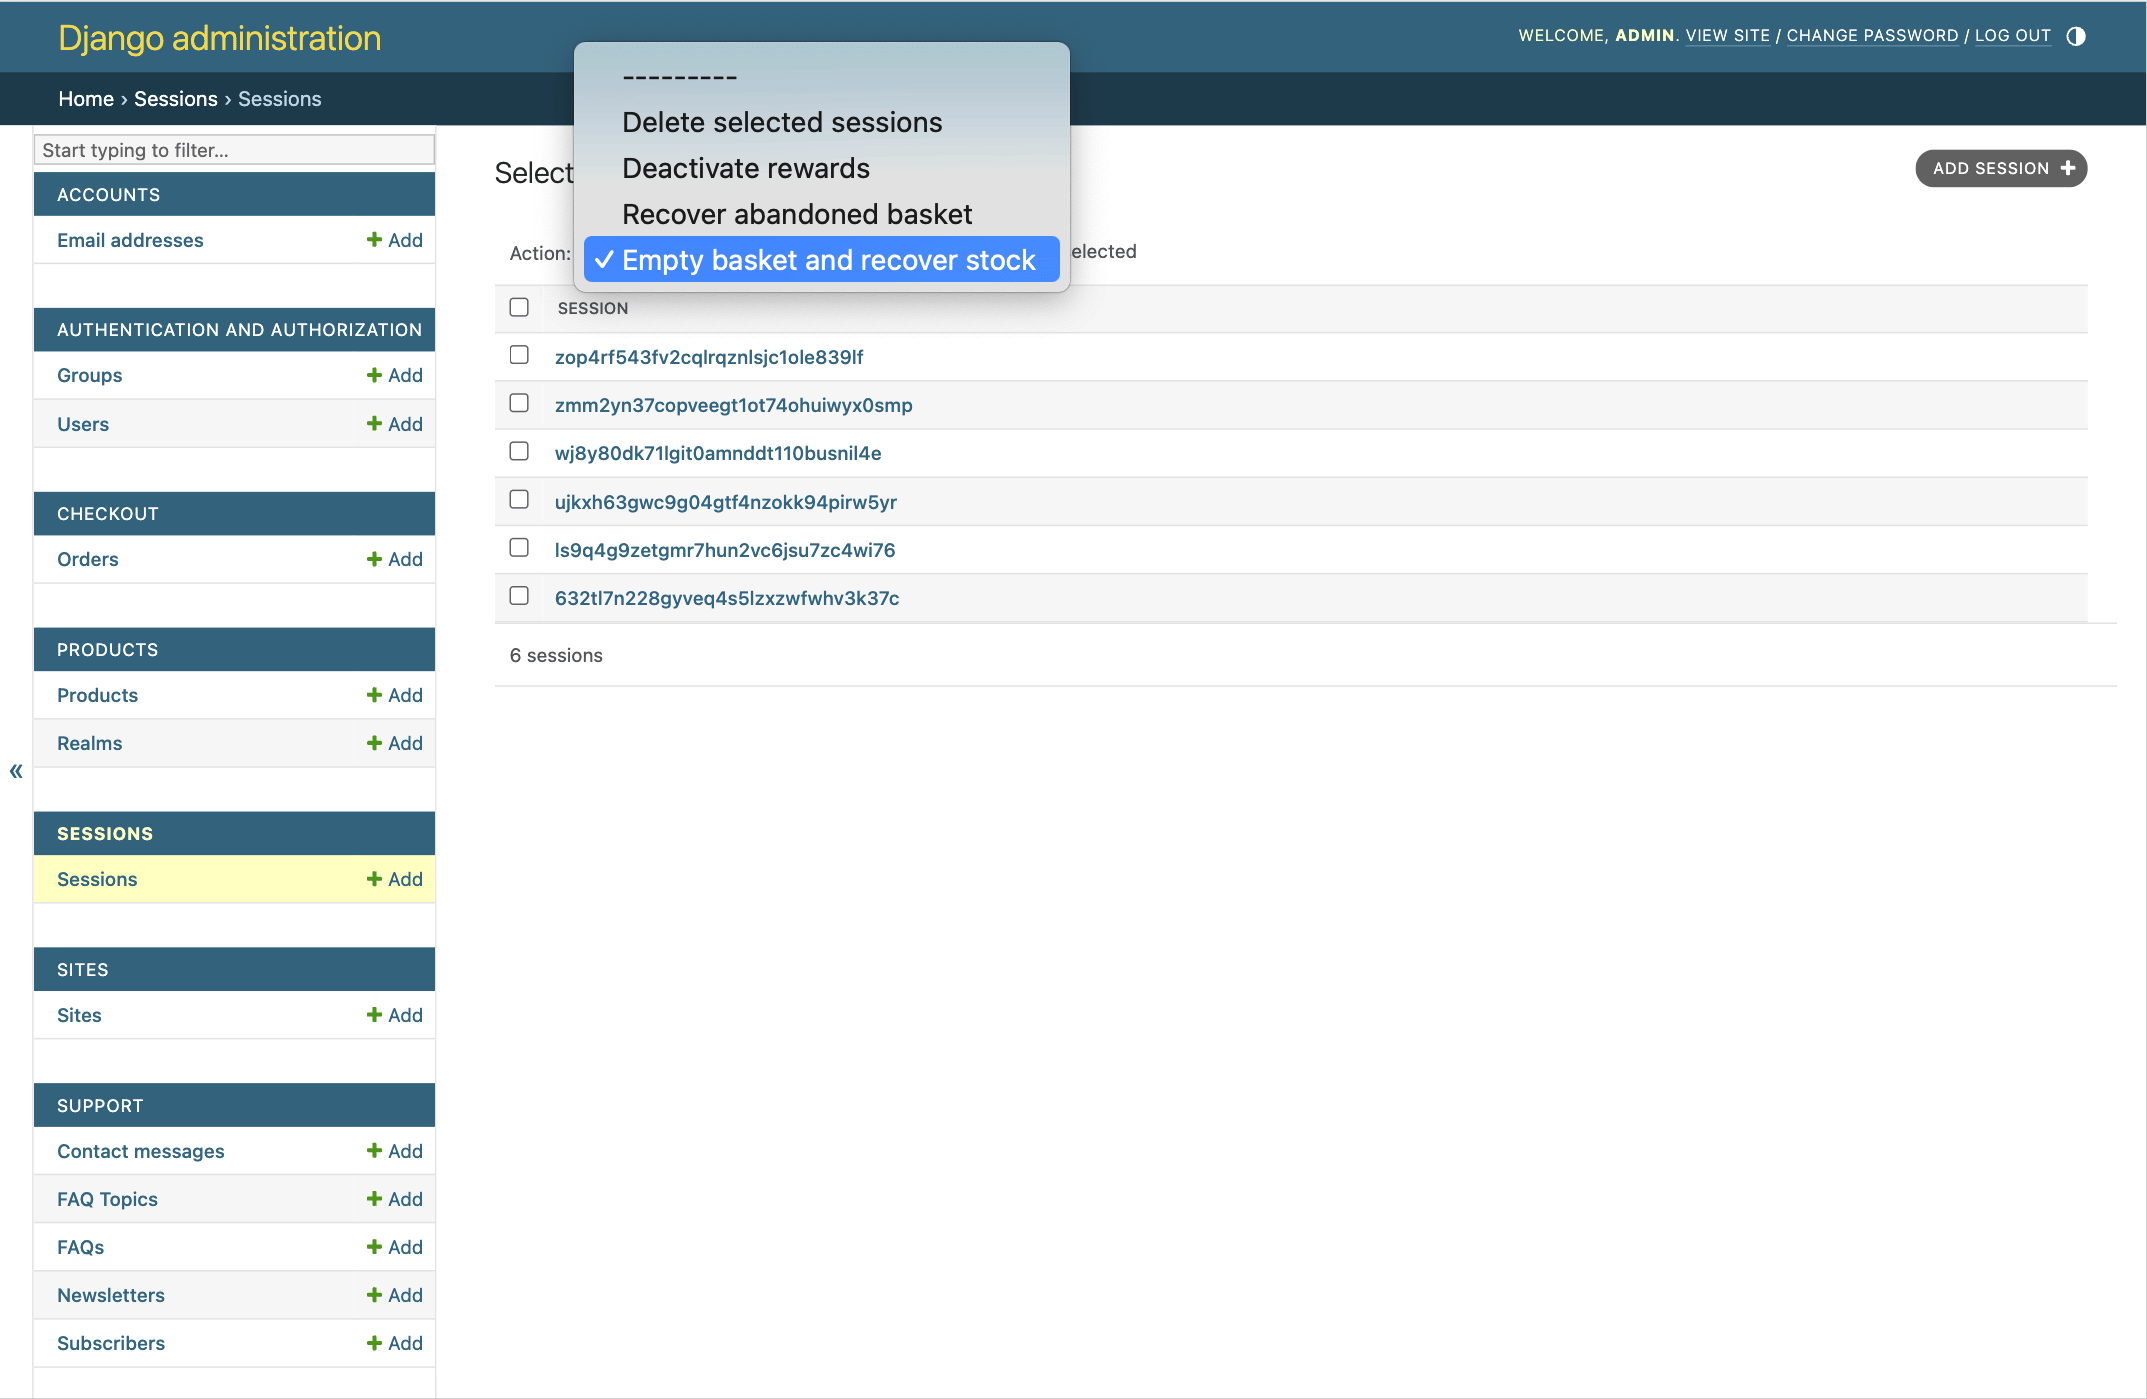 Django administration
WELCOME, ADMIN. VIEW SITE / CHANGE PASSWORD / LOG OUT
Home › Sessions › Sessions
---------
Delete selected sessions
Deactivate rewards
Recover abandoned basket
✓ Empty basket and recover stock
Start typing to filter...
ACCOUNTS
Email addresses + Add
AUTHENTICATION AND AUTHORIZATION
Groups + Add
Users + Add
CHECKOUT
Orders + Add
PRODUCTS
Products + Add
Realms + Add
«
SESSIONS
Sessions + Add
SITES
Sites + Add
SUPPORT
Contact messages + Add
FAQ Topics + Add
FAQs + Add
Newsletters + Add
Subscribers + Add
Select
ADD SESSION +
Action:
elected
SESSION
zop4rf543fv2cqlrqznlsjc1ole839lf
zmm2yn37copveegt1ot74ohuiwyx0smp
wj8y80dk71lgit0amnddt110busnil4e
ujkxh63gwc9g04gtf4nzokk94pirw5yr
ls9q4g9zetgmr7hun2vc6jsu7zc4wi76
632tl7n228gyveq4s5lzxzwfwhv3k37c
6 sessions